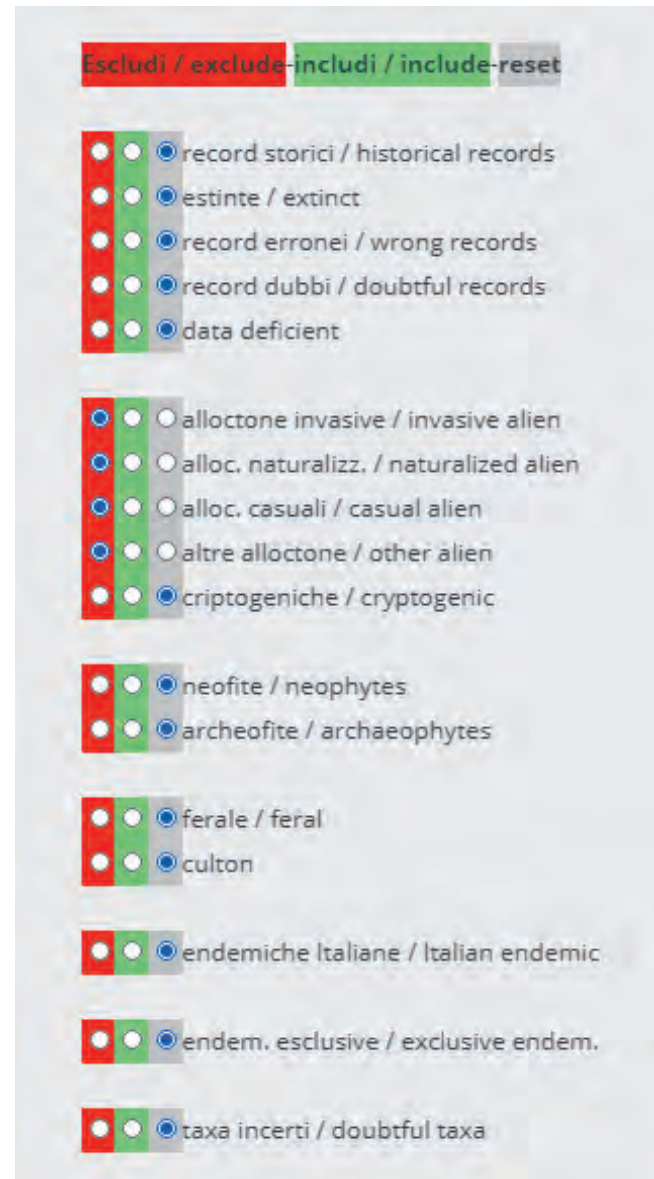 Escludi / exclude-includi / include-reset
record storici / historical records
estinte / extinct
record erronei / wrong records
record dubbi / doubtful records
data deficient
alloctone invasive / invasive alien
alloc. naturalizz. / naturalized alien
alloc. casuali / casual alien
altre alloctone / other alien
criptogeniche / cryptogenic
neofite / neophytes
archeofite / archaeophytes
ferale / feral
culton
endemiche Italiane / Italian endemic
endem. esclusive / exclusive endem.
taxa incerti / doubtful taxa